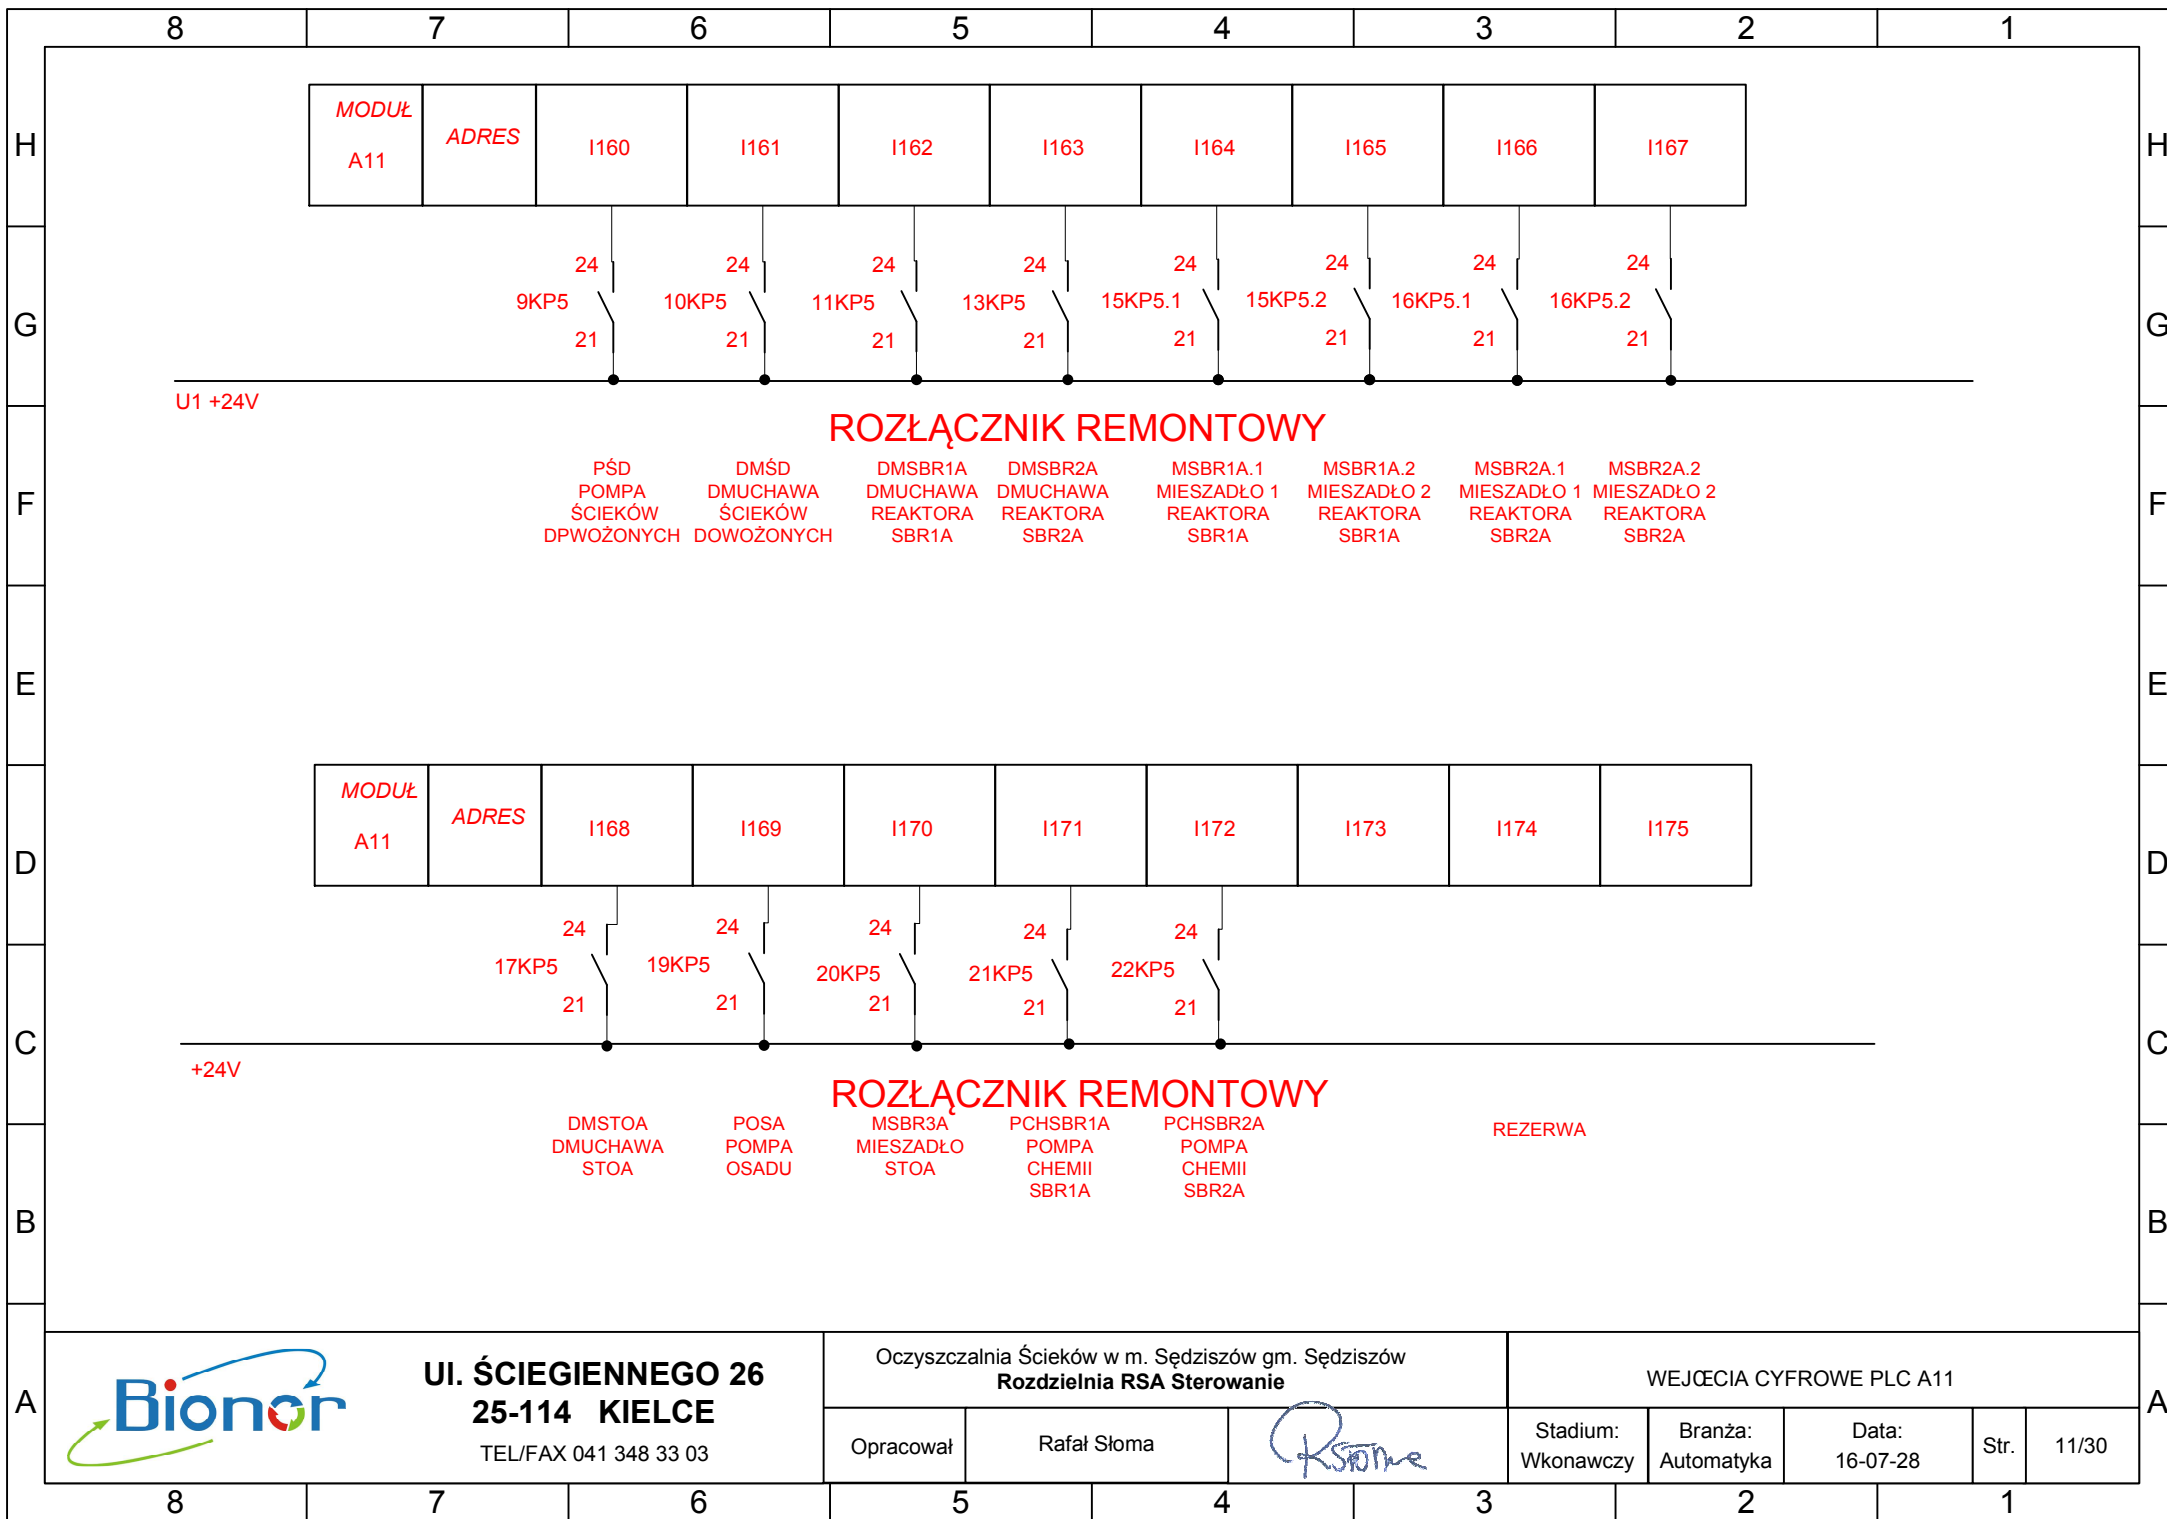 8 7 6 5 4 3 2 1
H H
MODUŁ
A11
ADRES
I160 I161 I162 I163 I164 I165 I166 I167
24 24 24 24 24 24 24 24
9KP5 10KP5 11KP5 13KP5 15KP5.1 15KP5.2 16KP5.1 16KP5.2
G G
21 21 21 21 21 21 21 21
U1 +24V
ROZŁĄCZNIK REMONTOWY
F F
PŚD
POMPA
ŚCIEKÓW
DPWOŻONYCH
DMŚD
DMUCHAWA
ŚCIEKÓW
DOWOŻONYCH
DMSBR1A
DMUCHAWA
REAKTORA
SBR1A
DMSBR2A
DMUCHAWA
REAKTORA
SBR2A
MSBR1A.1
MIESZADŁO 1
REAKTORA
SBR1A
MSBR1A.2
MIESZADŁO 2
REAKTORA
SBR1A
MSBR2A.1
MIESZADŁO 1
REAKTORA
SBR2A
MSBR2A.2
MIESZADŁO 2
REAKTORA
SBR2A
E E
MODUŁ
A11
ADRES
I168 I169 I170 I171 I172 I173 I174 I175
D D
24 24 24 24 24
17KP5 19KP5 20KP5 21KP5 22KP5
21 21 21 21 21
C C
+24V
ROZŁĄCZNIK REMONTOWY
DMSTOA
DMUCHAWA
STOA
POSA
POMPA
OSADU
MSBR3A
MIESZADŁO
STOA
PCHSBR1A
POMPA
CHEMII
SBR1A
PCHSBR2A
POMPA
CHEMII
SBR2A
REZERWA
B B
A A
Bionor
Ul. ŚCIEGIENNEGO 26
25-114 KIELCE
TEL/FAX 041 348 33 03
Oczyszczalnia Ścieków w m. Sędziszów gm. Sędziszów
Rozdzielnia RSA Sterowanie
Opracował
Rafał Słoma
RSłoma
WEJŒCIA CYFROWE PLC A11
Stadium:
Wkonawczy
Branża:
Automatyka
Data:
16-07-28
Str.
11/30
8 7 6 5 4 3 2 1